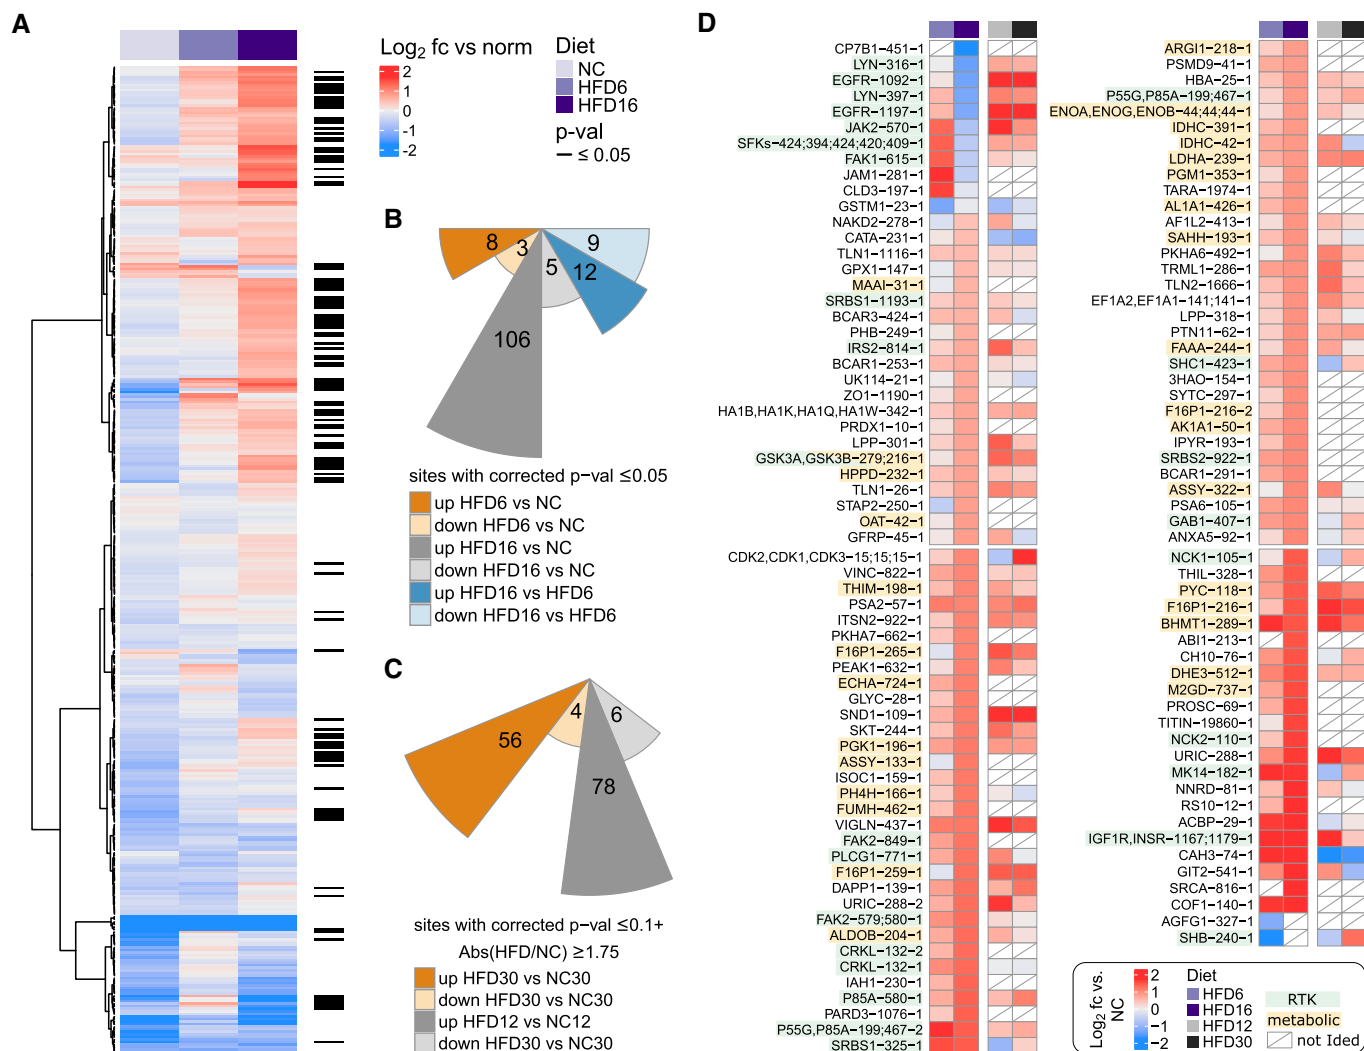 A
Log2 fc vs norm
2
1
0
-1
-2
Diet
NC
HFD6
HFD16
p-val
≤ 0.05
B
8
3
9
5
12
106
sites with corrected p-val ≤0.05
up HFD6 vs NC
down HFD6 vs NC
up HFD16 vs NC
down HFD16 vs NC
up HFD16 vs HFD6
down HFD16 vs HFD6
C
56
4
6
78
sites with corrected p-val ≤0.1+
Abs(HFD/NC) ≥1.75
up HFD30 vs NC30
down HFD30 vs NC30
up HFD12 vs NC12
down HFD30 vs NC30
D
CP7B1-451-1
LYN-316-1
EGFR-1092-1
LYN-397-1
EGFR-1197-1
JAK2-570-1
SFKs-424;394;424;420;409-1
FAK1-615-1
JAM1-281-1
CLD3-197-1
GSTM1-23-1
NAKD2-278-1
CATA-231-1
TLN1-1116-1
GPX1-147-1
MAAI-31-1
SRBS1-1193-1
BCAR3-424-1
PHB-249-1
IRS2-814-1
BCAR1-253-1
UK114-21-1
ZO1-1190-1
HA1B,HA1K,HA1Q,HA1W-342-1
PRDX1-10-1
LPP-301-1
GSK3A,GSK3B-279;216-1
HPPD-232-1
TLN1-26-1
STAP2-250-1
OAT-42-1
GFRP-45-1
CDK2,CDK1,CDK3-15;15;15-1
VINC-822-1
THIM-198-1
PSA2-57-1
ITSN2-922-1
PKHA7-662-1
F16P1-265-1
PEAK1-632-1
ECHA-724-1
GLYC-28-1
SND1-109-1
SKT-244-1
PGK1-196-1
ASSY-133-1
ISOC1-159-1
PH4H-166-1
FUMH-462-1
VIGLN-437-1
FAK2-849-1
PLCG1-771-1
F16P1-259-1
DAPP1-139-1
URIC-288-2
FAK2-579;580-1
ALDOB-204-1
CRKL-132-2
CRKL-132-1
IAH1-230-1
P85A-580-1
PARD3-1076-1
P55G,P85A-199;467-2
SRBS1-325-1
ARGI1-218-1
PSMD9-41-1
HBA-25-1
P55G,P85A-199;467-1
ENOA,ENOG,ENOB-44;44;44-1
IDHC-391-1
IDHC-42-1
LDHA-239-1
PGM1-353-1
TARA-1974-1
AL1A1-426-1
AF1L2-413-1
SAHH-193-1
PKHA6-492-1
TRML1-286-1
TLN2-1666-1
EF1A2,EF1A1-141;141-1
LPP-318-1
PTN11-62-1
FAAA-244-1
SHC1-423-1
3HAO-154-1
SYTC-297-1
F16P1-216-2
AK1A1-50-1
IPYR-193-1
SRBS2-922-1
BCAR1-291-1
ASSY-322-1
PSA6-105-1
GAB1-407-1
ANXA5-92-1
NCK1-105-1
THIL-328-1
PYC-118-1
F16P1-216-1
BHMT1-289-1
ABI1-213-1
CH10-76-1
DHE3-512-1
M2GD-737-1
PROSC-69-1
TITIN-19860-1
NCK2-110-1
URIC-288-1
MK14-182-1
NNRD-81-1
RS10-12-1
ACBP-29-1
IGF1R,INSR-1167;1179-1
CAH3-74-1
GIT2-541-1
SRCA-816-1
COF1-140-1
AGFG1-327-1
SHB-240-1
Log2 fc vs.
NC
2
1
0
-1
-2
Diet
HFD6
HFD16
HFD12
HFD30
RTK
metabolic
not Ided